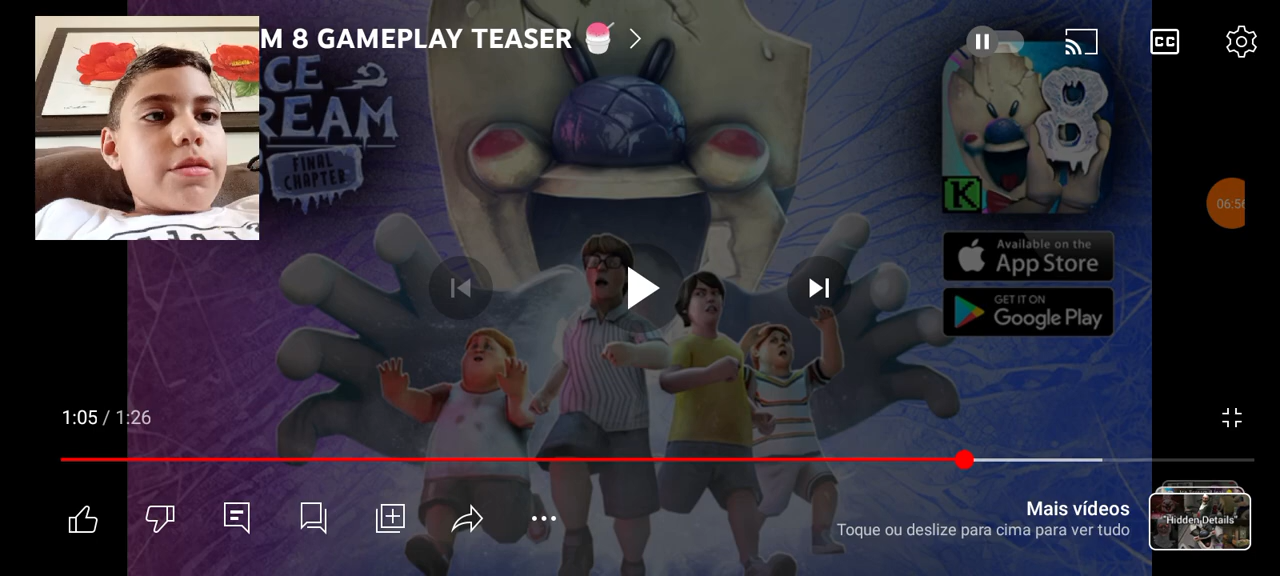 M 8 GAMEPLAY TEASER
CC
CE
REAM
FINAL
CHAPTER
8
K
06:56
Available on the
App Store
GET IT ON
Google Play
1:05 / 1:26
Mais vídeos
Toque ou deslize para cima para ver tudo
"Hidden Details"